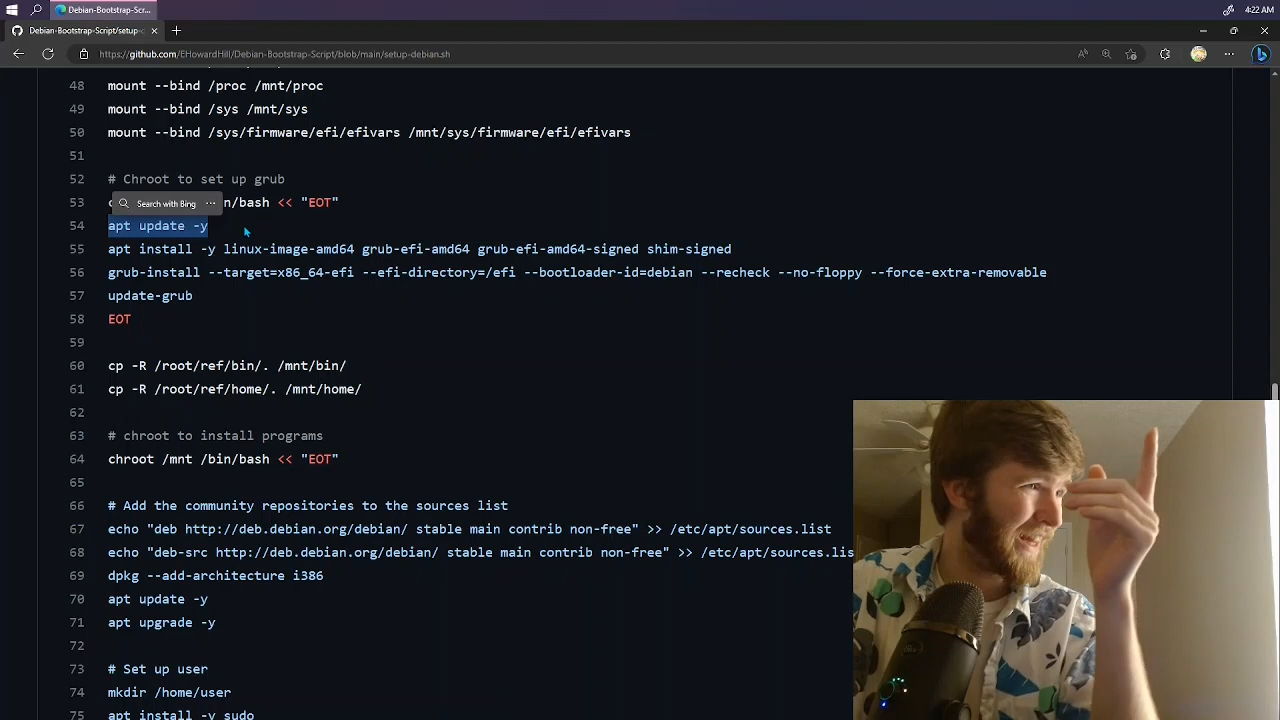 Debian-Bootstrap-Scr...
4:22 AM
Debian-Bootstrap-Script/setup-
https://github.com/EHowardHill/Debian-Bootstrap-Script/blob/main/setup-debian.sh
48 mount --bind /proc /mnt/proc
49 mount --bind /sys /mnt/sys
50 mount --bind /sys/firmware/efi/efivars /mnt/sys/firmware/efi/efivars
51
52 # Chroot to set up grub
Search with Bing ...
53 n/bash << "EOT"
54 apt update -y
55 apt install -y linux-image-amd64 grub-efi-amd64 grub-efi-amd64-signed shim-signed
56 grub-install --target=x86_64-efi --efi-directory=/efi --bootloader-id=debian --recheck --no-floppy --force-extra-removable
57 update-grub
58 EOT
59
60 cp -R /root/ref/bin/. /mnt/bin/
61 cp -R /root/ref/home/. /mnt/home/
62
63 # chroot to install programs
64 chroot /mnt /bin/bash << "EOT"
65
66 # Add the community repositories to the sources list
67 echo "deb http://deb.debian.org/debian/ stable main contrib non-free" >> /etc/apt/sources.list
68 echo "deb-src http://deb.debian.org/debian/ stable main contrib non-free" >> /etc/apt/sources.lis
69 dpkg --add-architecture i386
70 apt update -y
71 apt upgrade -y
72
73 # Set up user
74 mkdir /home/user
75 apt install -y sudo